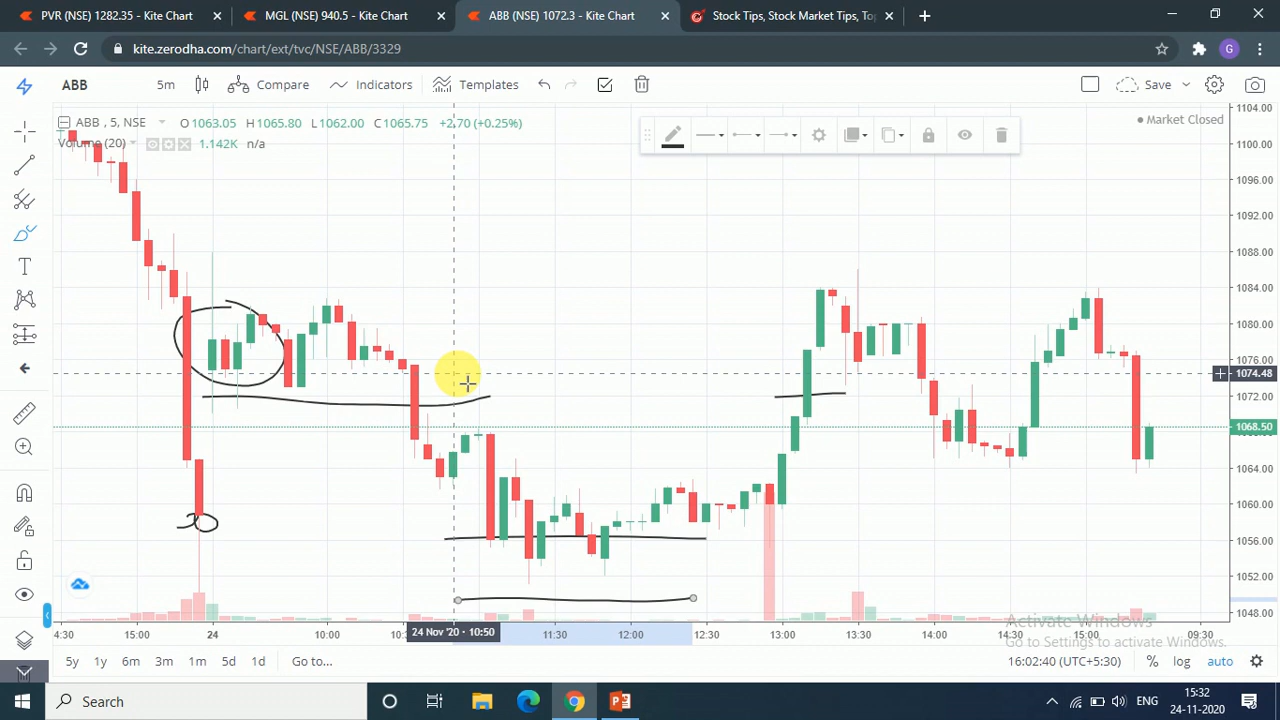 PVR (NSE) 1282.35 - Kite Chart
MGL (NSE) 940.5 - Kite Chart
ABB (NSE) 1072.3 - Kite Chart
Stock Tips, Stock Market Tips, To
kite.zerodha.com/chart/ext/tvc/NSE/ABB/3329
G
ABB 5m Compare Indicators Templates Save
ABB , 5, NSE O 1063.05 H 1065.80 L 1062.00 C 1065.75 +2.70 (+0.25%)
Volume (20) 1.142K n/a
Market Closed
1104.00
1100.00
1096.00
1092.00
1088.00
1084.00
1080.00
1076.00
1074.48
1072.00
1068.50
1064.00
1060.00
1056.00
1052.00
1048.00
4:30 15:00 24 10:00 10: 24 Nov '20 - 10:50 11:30 12:00 12:30 13:00 13:30 14:00 14:30 15:00 09:30
Activate Windows
Go to Settings to activate Windows.
5y 1y 6m 3m 1m 5d 1d Go to... 16:02:40 (UTC+5:30) % log auto
Search
15:32
24-11-2020